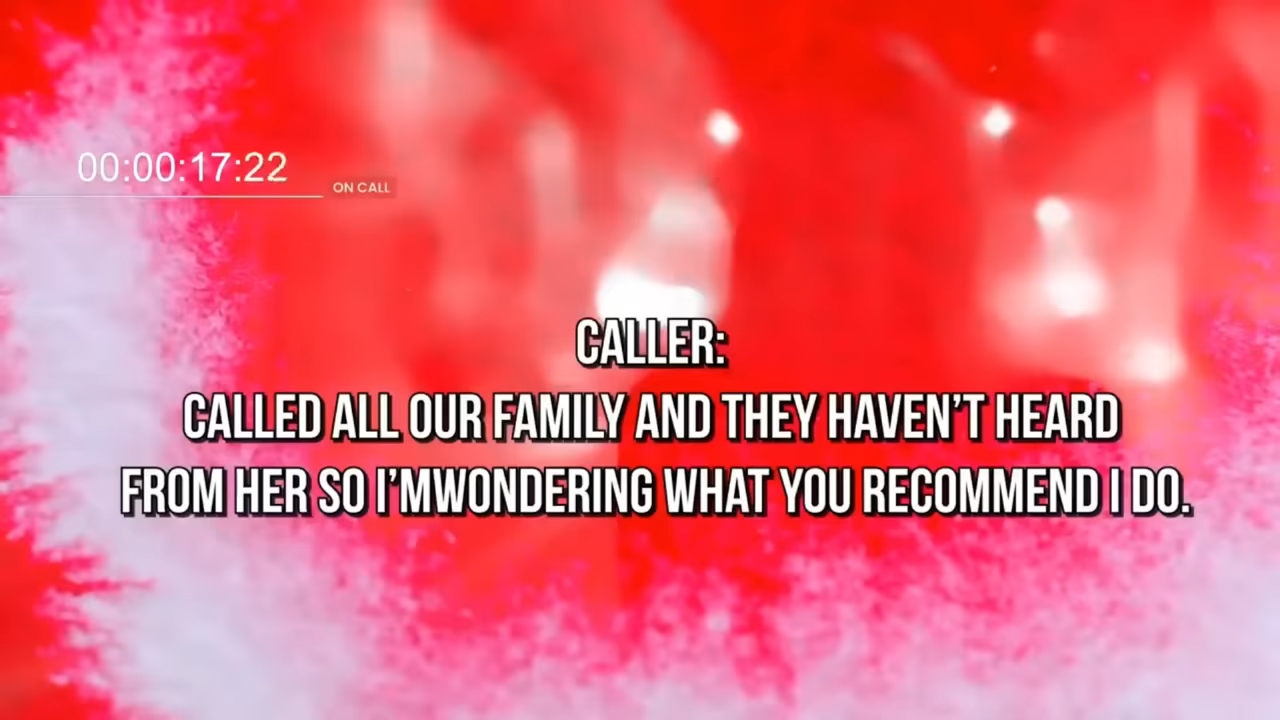 00:00:17:22
ON CALL
CALLER:
CALLED ALL OUR FAMILY AND THEY HAVEN'T HEARD
FROM HER SO I'MWONDERING WHAT YOU RECOMMEND I DO.